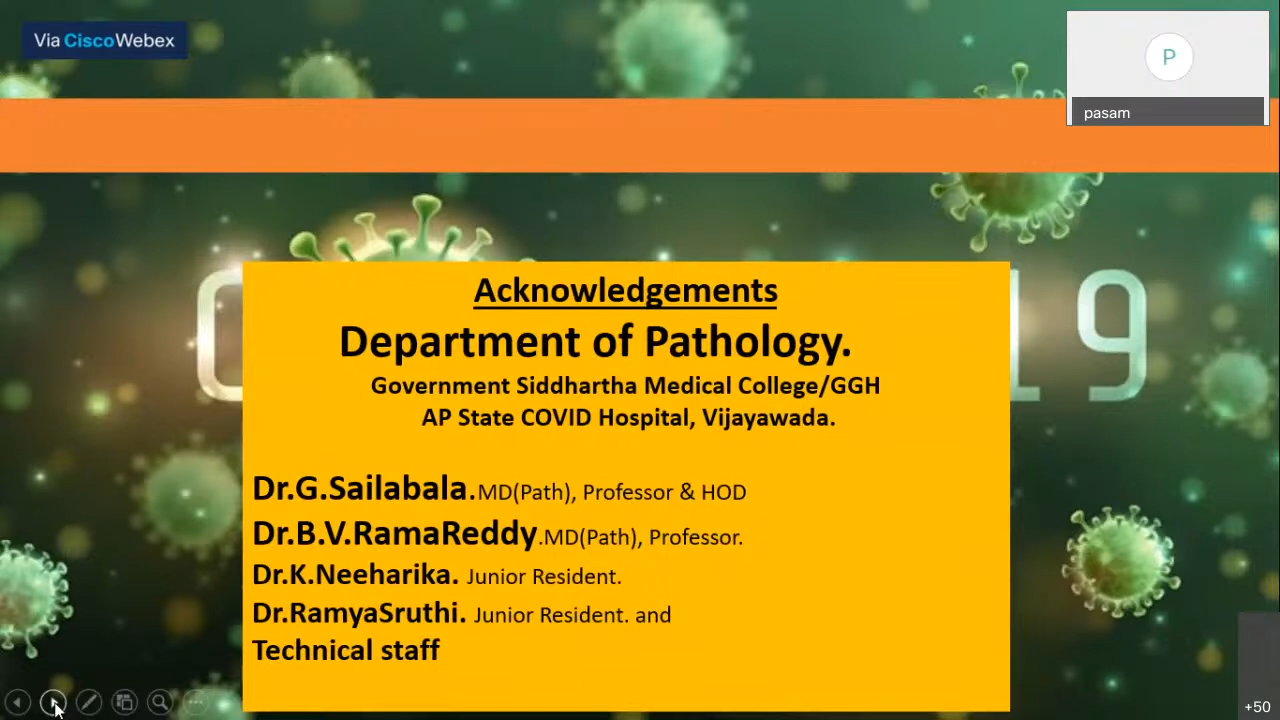 Via CiscoWebex
P
pasam
C
19
Acknowledgements
Department of Pathology.
Government Siddhartha Medical College/GGH
AP State COVID Hospital, Vijayawada.
Dr.G.Sailabala.MD(Path), Professor & HOD
Dr.B.V.RamaReddy.MD(Path), Professor.
Dr.K.Neeharika. Junior Resident.
Dr.RamyaSruthi. Junior Resident. and
Technical staff
+50